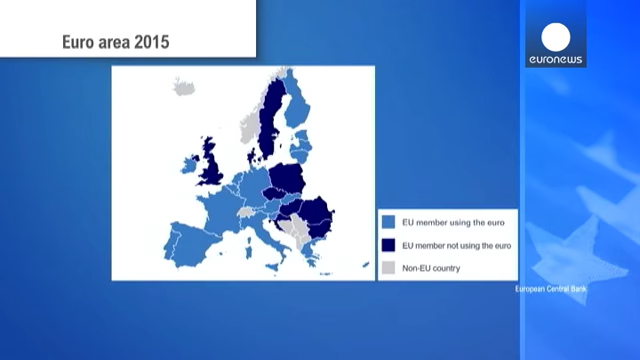 Euro area 2015
euronews
EU member using the euro
EU member not using the euro
Non-EU country
European Central Bank